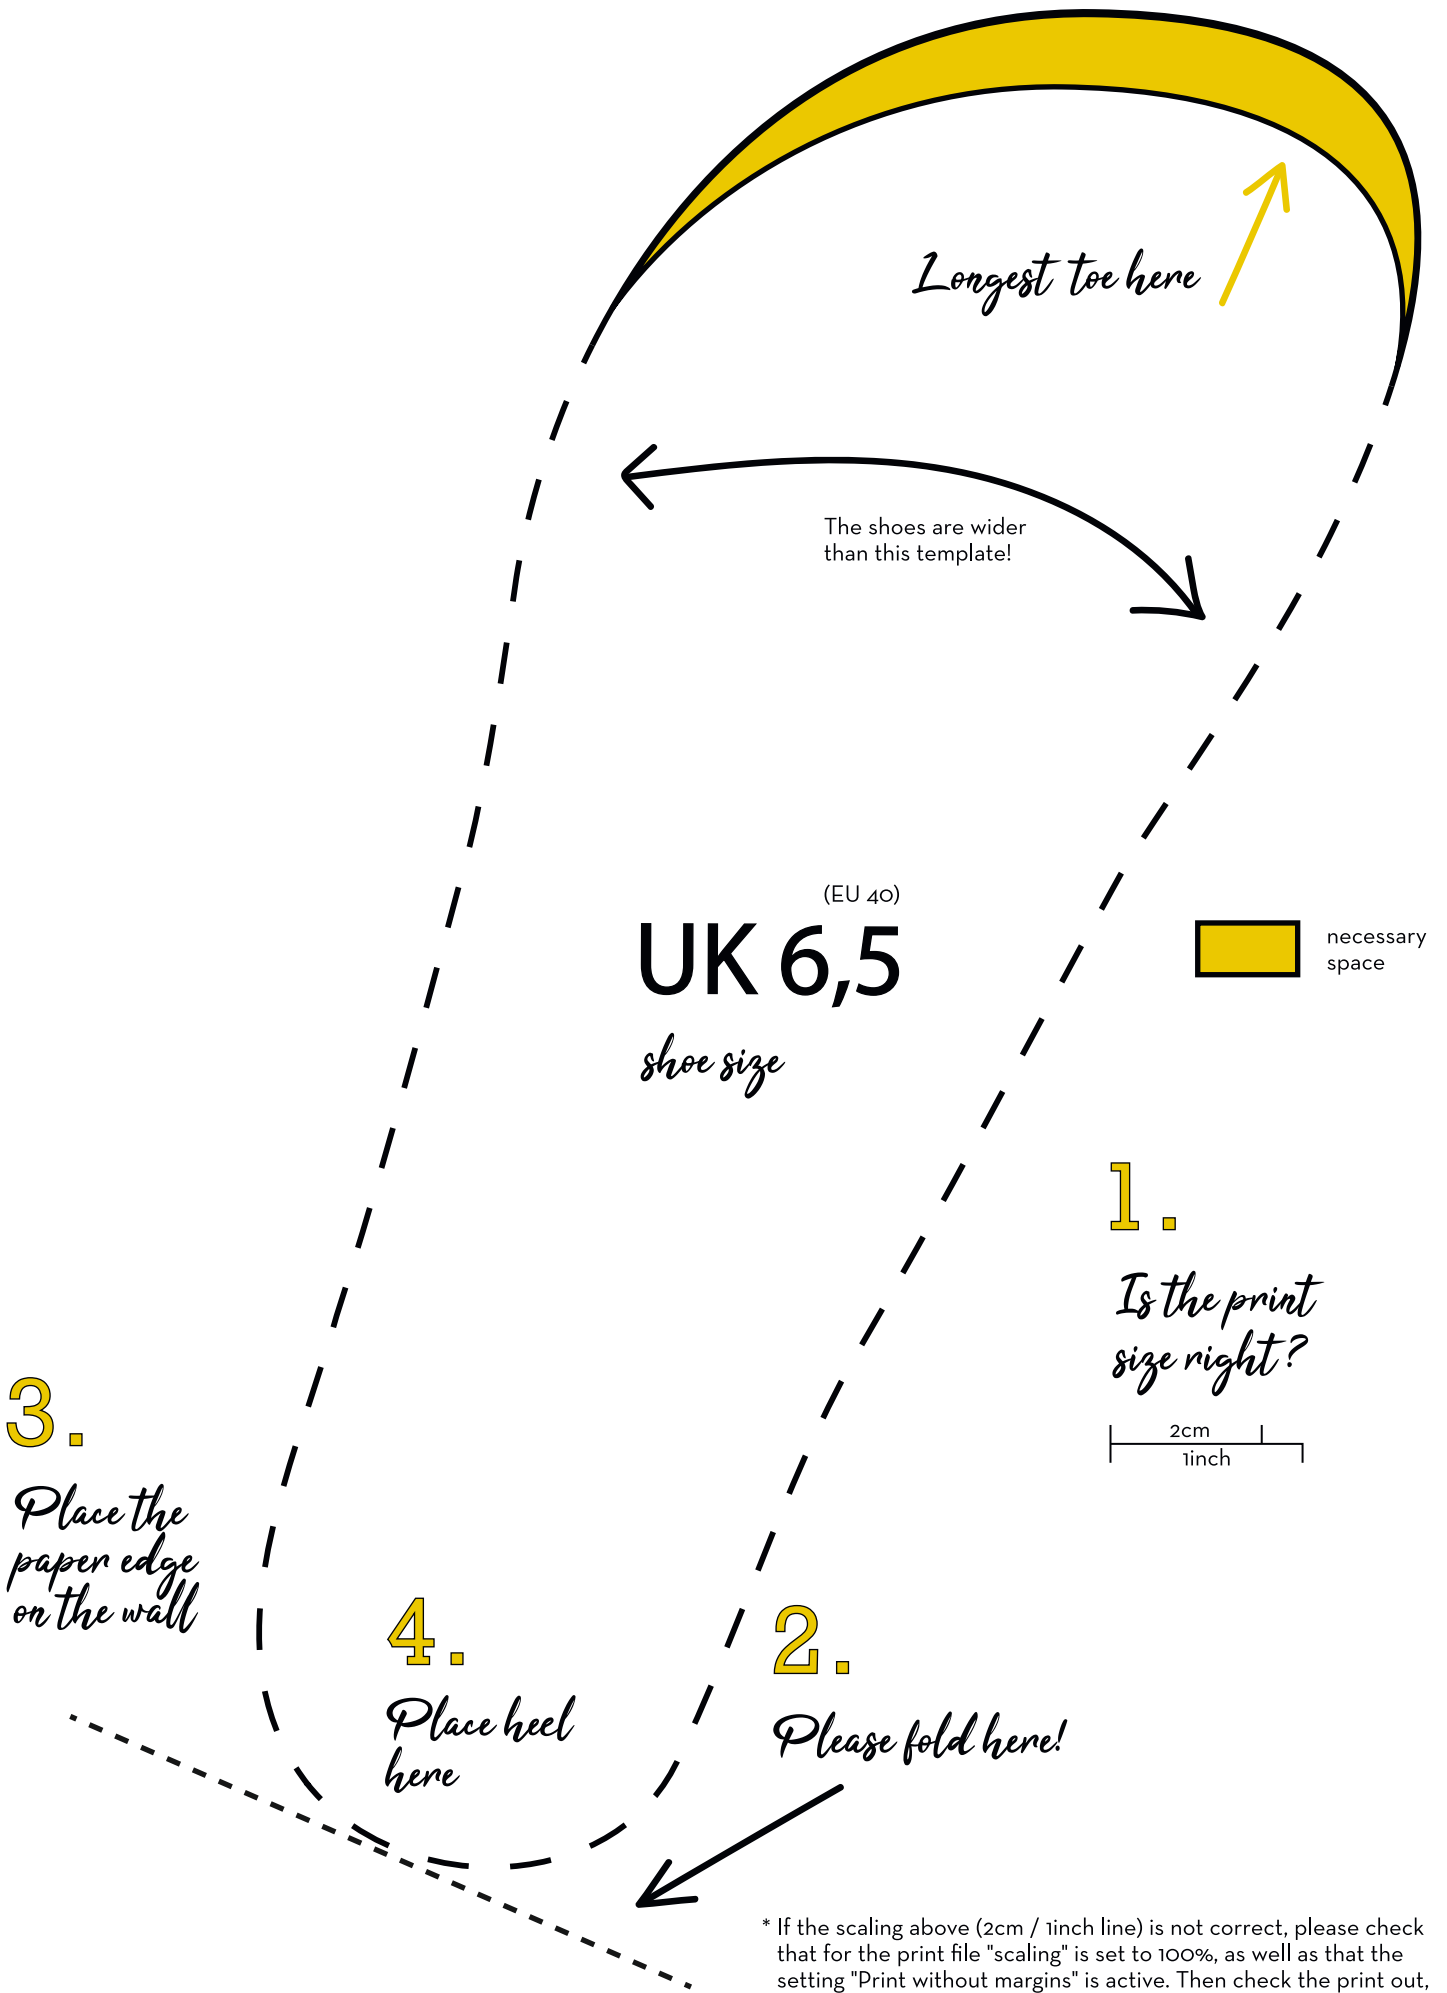 Longest toe here
The shoes are wider
than this template!
(EU 40)
UK 6,5
shoe size
necessary
space
1.
Is the print
size right?
2cm
1inch
3.
Place the
paper edge
on the wall
4.
Place heel
here
2.
Please fold here!
* If the scaling above (2cm / 1inch line) is not correct, please check
that for the print file "scaling" is set to 100%, as well as that the
setting "Print without margins" is active. Then check the print out,